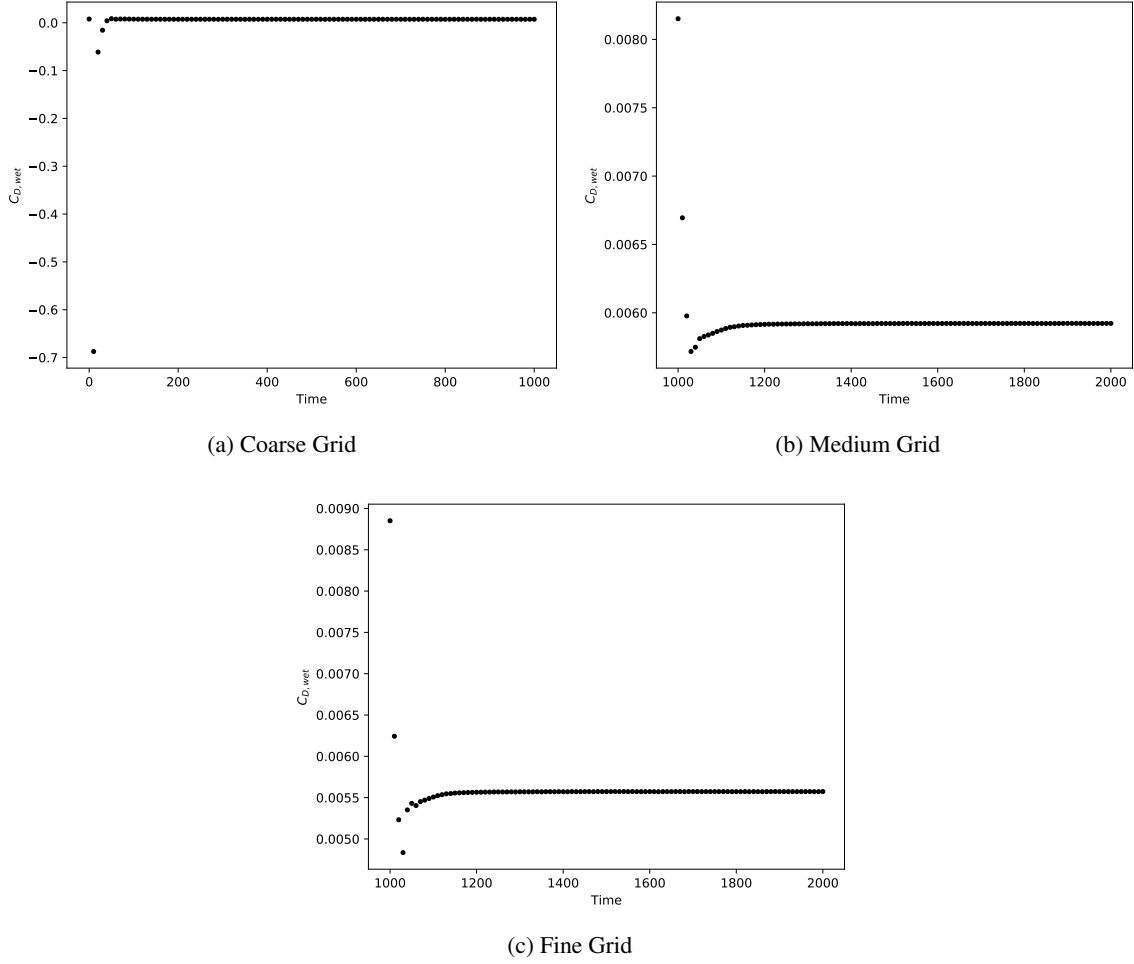 0.0
−0.1
−0.2
−0.3
−0.4
−0.5
−0.6
−0.7
C_{D,wet}
0 200 400 600 800 1000
Time
(a) Coarse Grid
0.0080
0.0075
0.0070
0.0065
0.0060
C_{D,wet}
1000 1200 1400 1600 1800 2000
Time
(b) Medium Grid
0.0090
0.0085
0.0080
0.0075
0.0070
0.0065
0.0060
0.0055
0.0050
C_{D,wet}
1000 1200 1400 1600 1800 2000
Time
(c) Fine Grid